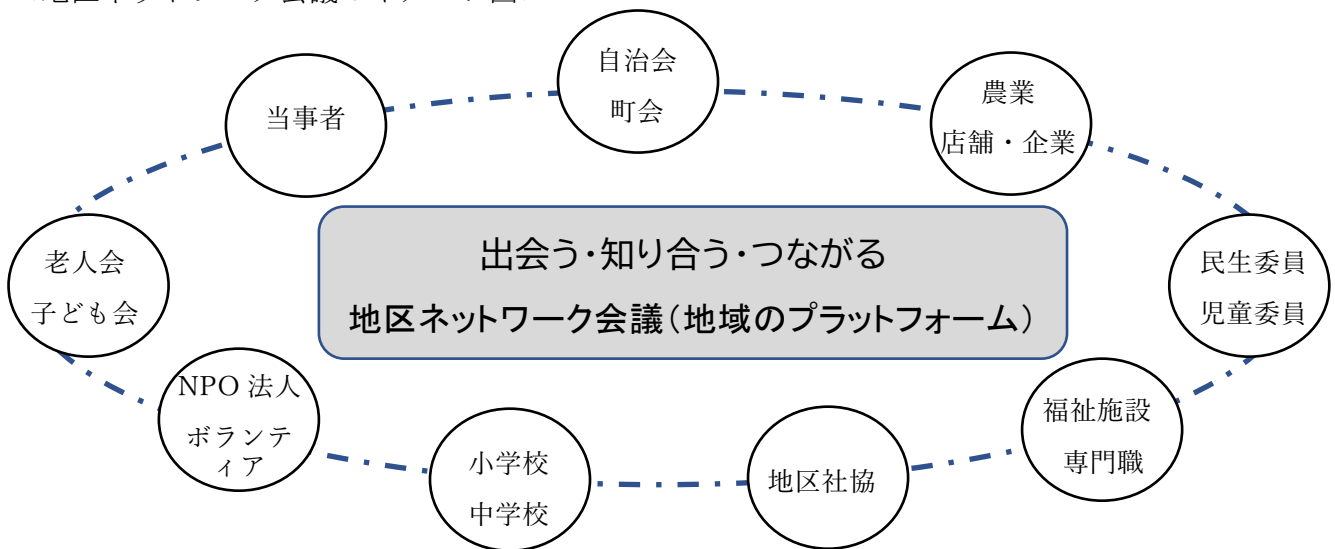 自治会
町会
当事者
農業
店舗・企業
出会う・知り合う・つながる
地区ネットワーク会議(地域のプラットフォーム)
老人会
子ども会
民生委員
児童委員
NPO 法人
ボランテ
ィア
小学校
中学校
地区社協
福祉施設
専門職